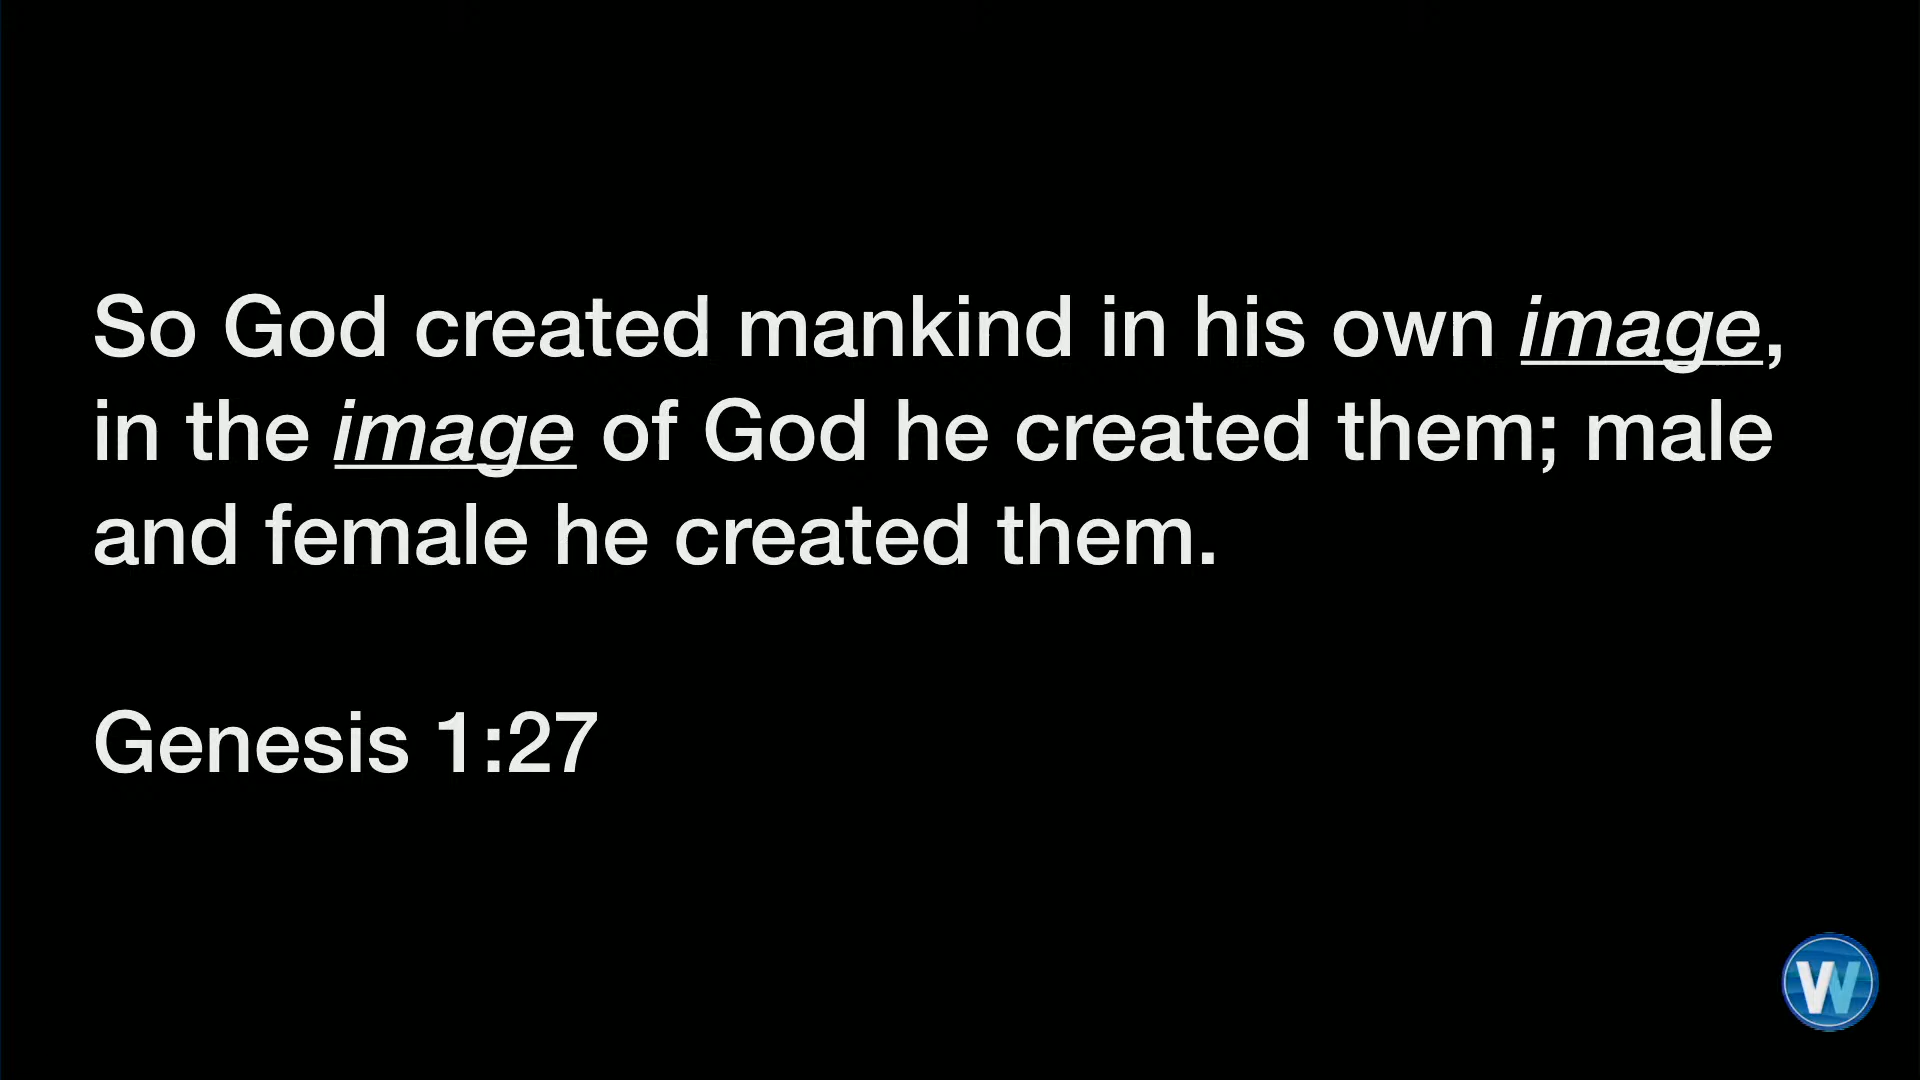 So God created mankind in his own image,
in the image of God he created them; male
and female he created them.
Genesis 1:27
W